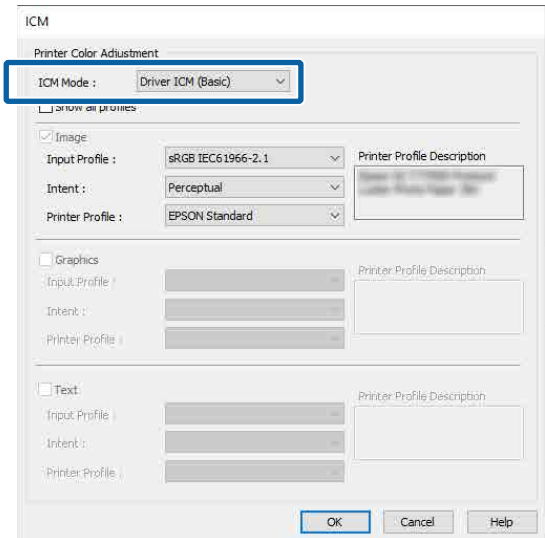 ICM
Printer Color Adjustment
ICM Mode : Driver ICM (Basic)
Show all profiles
Image
Input Profile : sRGB IEC61966-2.1 Printer Profile Description
Intent : Perceptual
Printer Profile : EPSON Standard
Graphics
Input Profile : Printer Profile Description
Intent :
Printer Profile :
Text
Input Profile : Printer Profile Description
Intent :
Printer Profile :
OK Cancel Help